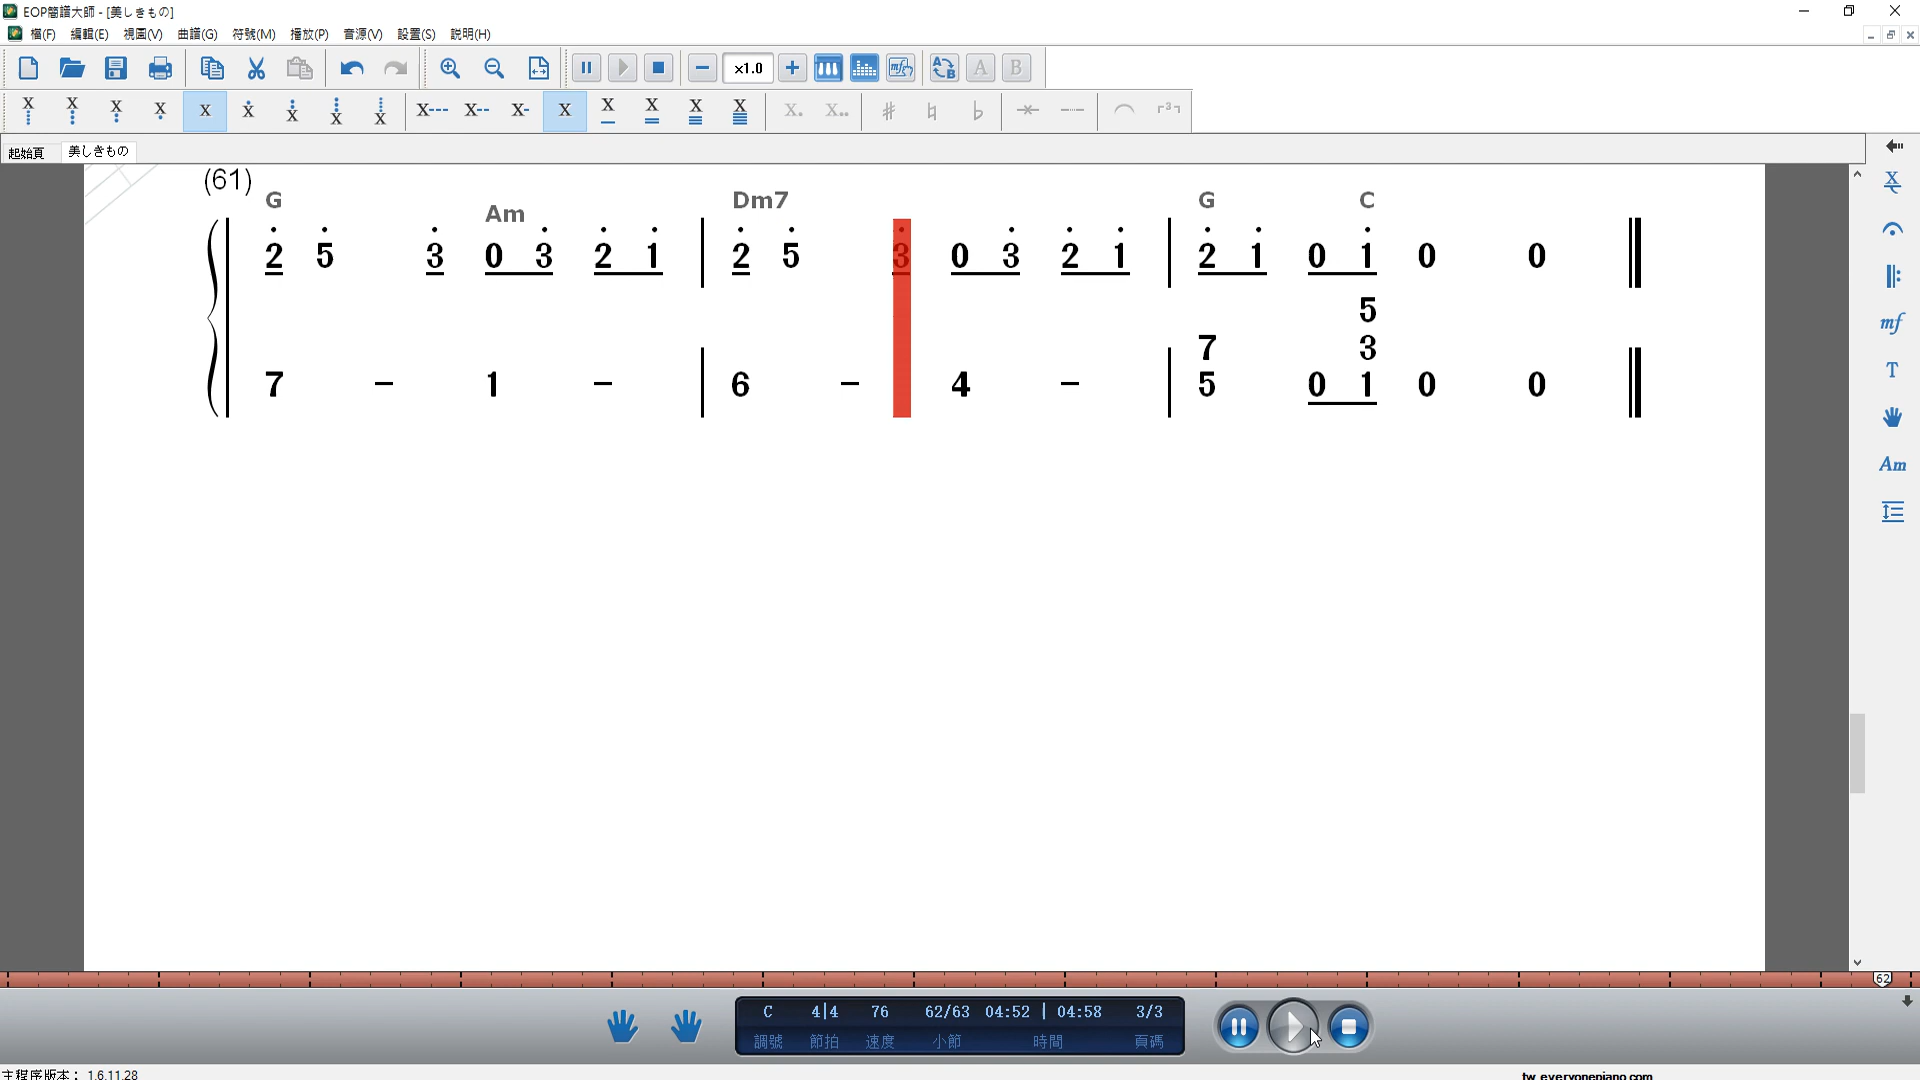 EOP簡譜大師 - [美しきもの]
檔(F) 編輯(E) 視圖(V) 曲譜(G) 符號(M) 播放(P) 音源(V) 設置(S) 説明(H)
x1.0 mf A B A B
X X X X X X X X X X--- X-- X- X X X X X X. X.. ♯ ♮ ♭ 3
起始頁 美しきもの
(61)
G Am Dm7 G C
2 5 3 0 3 2 1 2 5 3 0 3 2 1 2 1 0 1 0 0
5
7 3
7 – 1 – 6 – 4 – 5 0 1 0 0
X
mf
T
Am
62
C 4|4 76 62/63 04:52 | 04:58 3/3
調號 節拍 速度 小節 時間 頁碼
主程序版本： 1.6.11.28
tw.everyonepiano.com